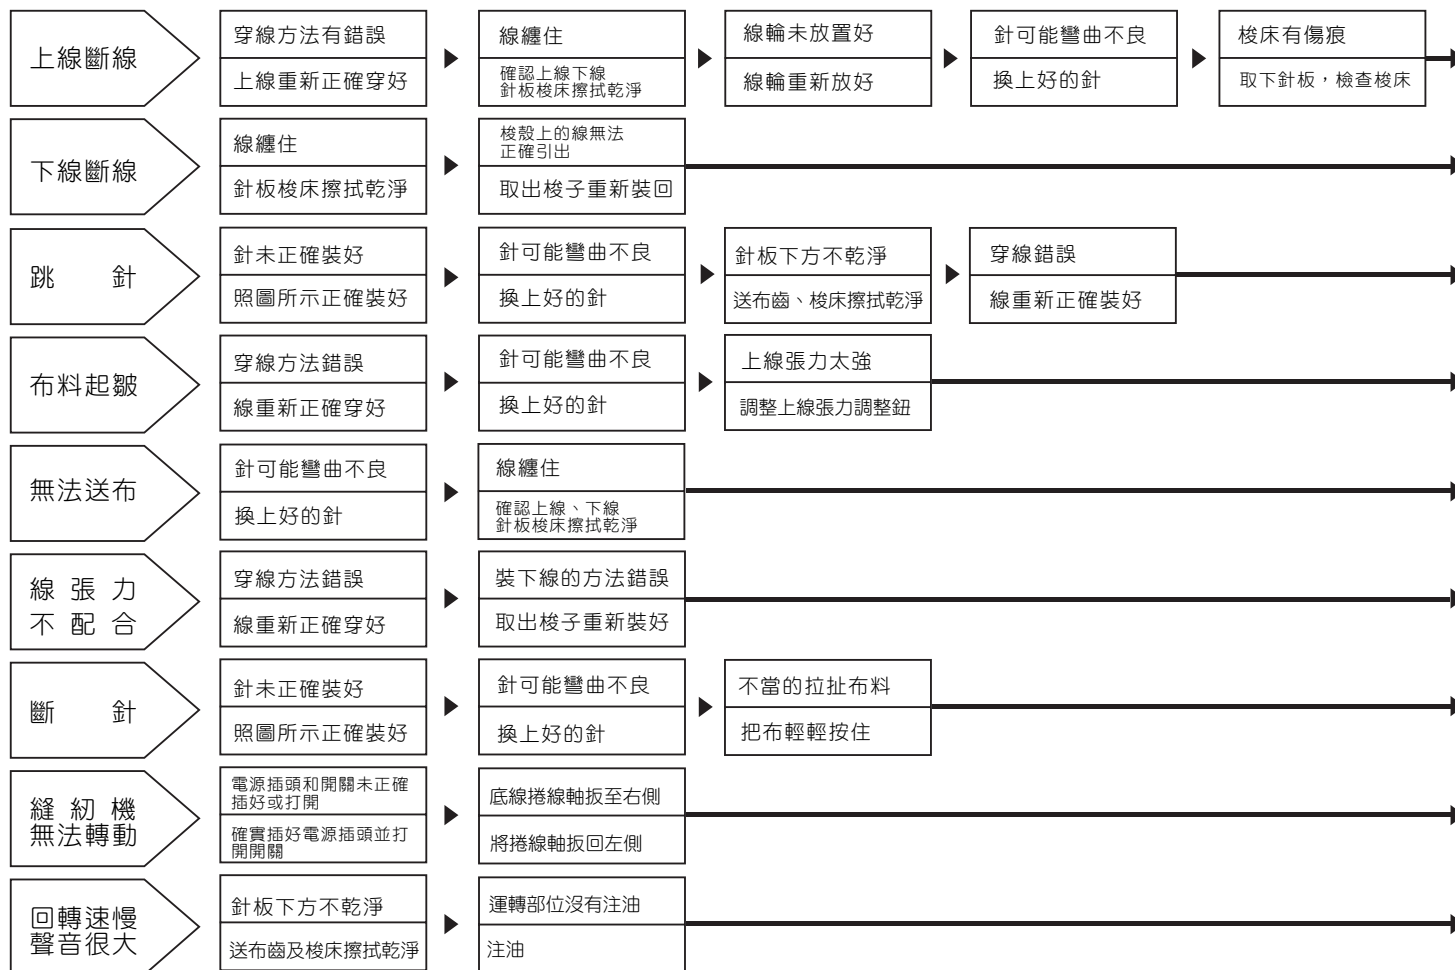 上線斷線
穿線方法有錯誤
上線重新正確穿好
線纏住
確認上線下線
針板梭床擦拭乾淨
線輪未放置好
線輪重新放好
針可能彎曲不良
換上好的針
梭床有傷痕
取下針板，檢查梭床
下線斷線
線纏住
針板梭床擦拭乾淨
梭殼上的線無法
正確引出
取出梭子重新裝回
跳 針
針未正確裝好
照圖所示正確裝好
針可能彎曲不良
換上好的針
針板下方不乾淨
送布齒、梭床擦拭乾淨
穿線錯誤
線重新正確裝好
布料起皺
穿線方法錯誤
線重新正確穿好
針可能彎曲不良
換上好的針
上線張力太強
調整上線張力調整鈕
無法送布
針可能彎曲不良
換上好的針
線纏住
確認上線、下線
針板梭床擦拭乾淨
線 張 力
不 配 合
穿線方法錯誤
線重新正確穿好
裝下線的方法錯誤
取出梭子重新裝好
斷 針
針未正確裝好
照圖所示正確裝好
針可能彎曲不良
換上好的針
不當的拉扯布料
把布輕輕按住
縫 紉 機
無法轉動
電源插頭和開關未正確
插好或打開
確實插好電源插頭並打
開開關
底線捲線軸扳至右側
將捲線軸扳回左側
回轉速慢
聲音很大
針板下方不乾淨
送布齒及梭床擦拭乾淨
運轉部位沒有注油
注油